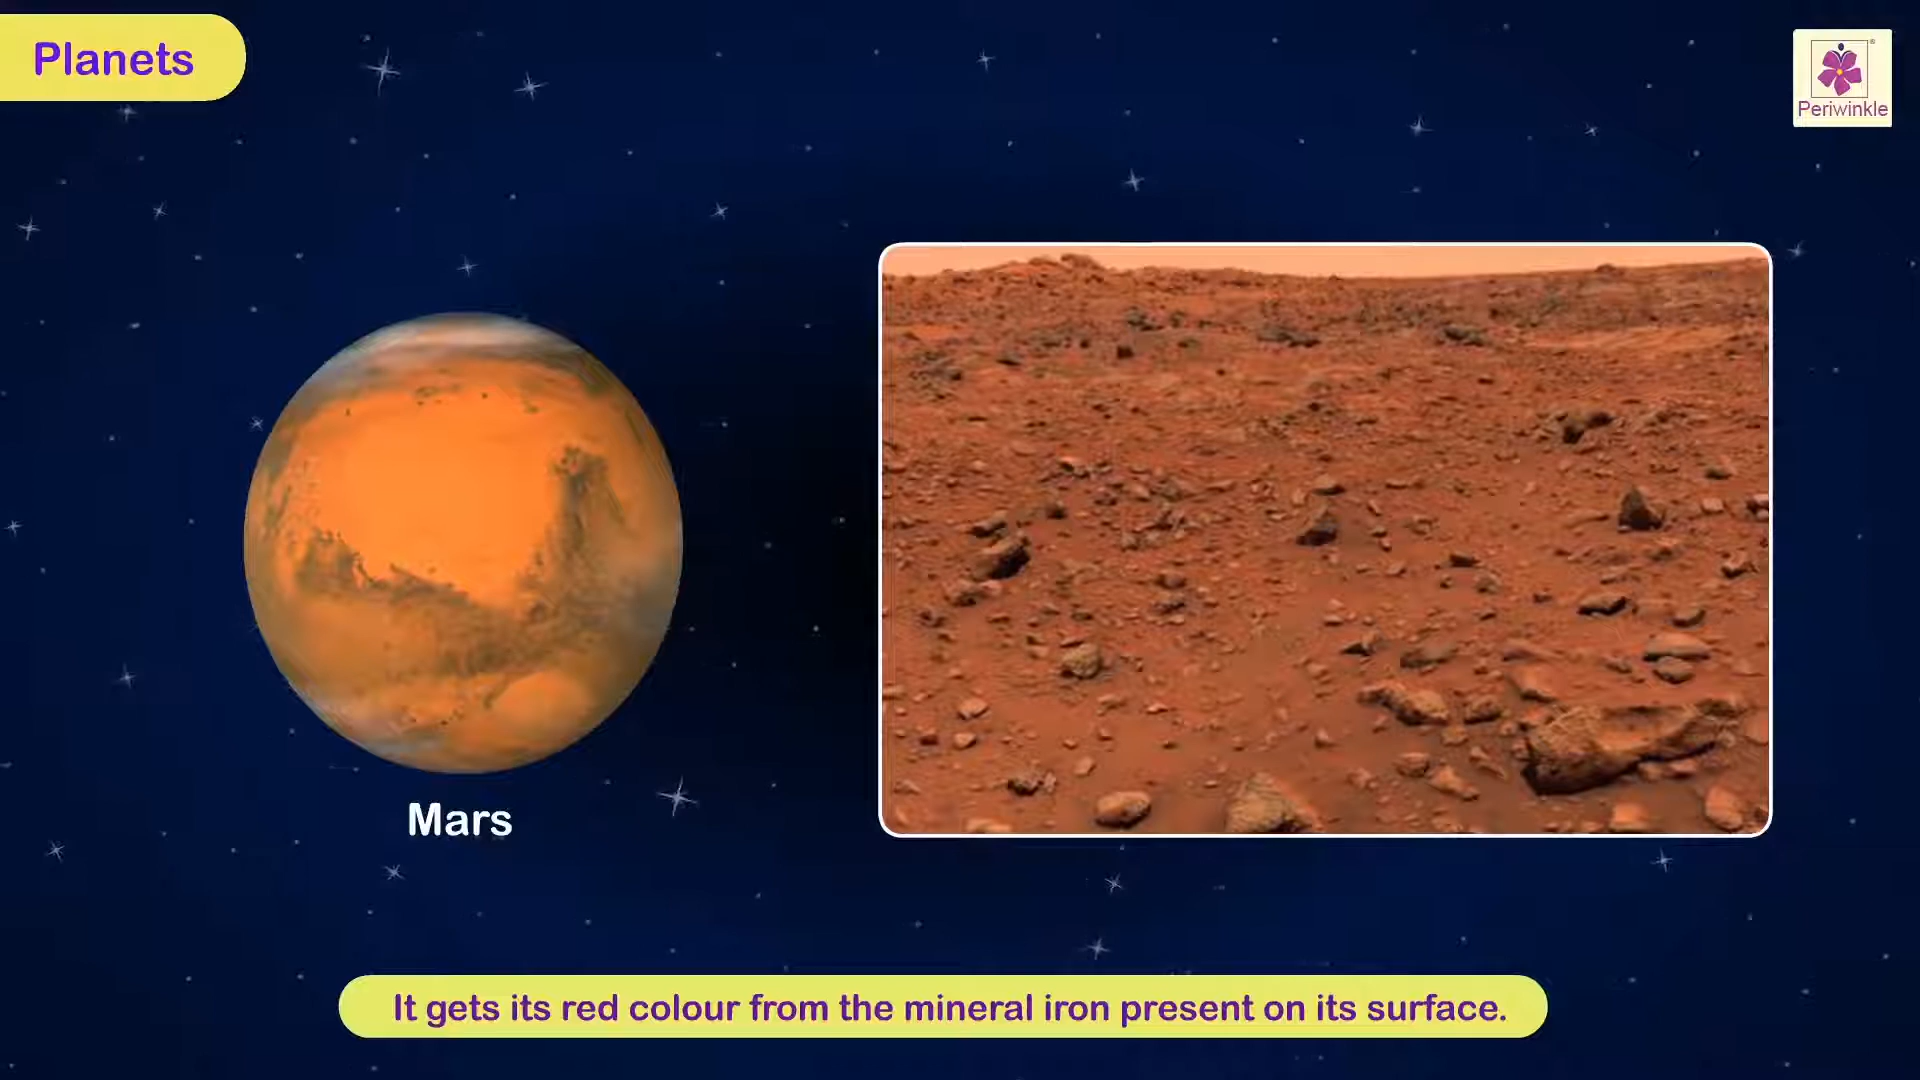 Planets
Periwinkle
Mars
It gets its red colour from the mineral iron present on its surface.